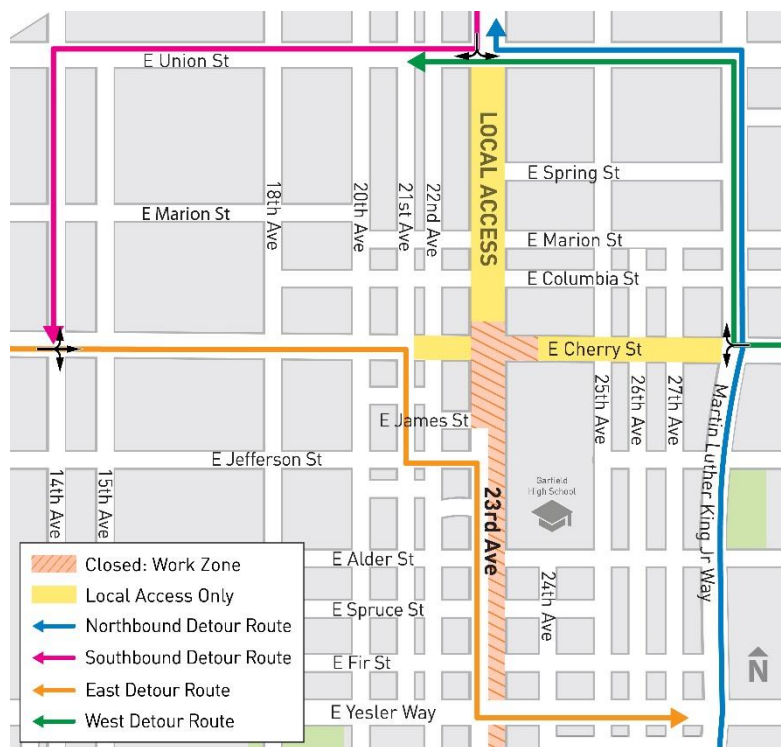 E Union St
LOCAL ACCESS
E Spring St
E Marion St
18th Ave
20th Ave
21st Ave
22nd Ave
E Marion St
E Columbia St
E Cherry St
E James St
25th Ave
26th Ave
27th Ave
Martin Luther King Jr Way
E Jefferson St
14th Ave
15th Ave
23rd Ave
Garfield
High School
E Alder St
24th Ave
E Spruce St
E Fir St
E Yesler Way
N
Closed: Work Zone
Local Access Only
Northbound Detour Route
Southbound Detour Route
East Detour Route
West Detour Route